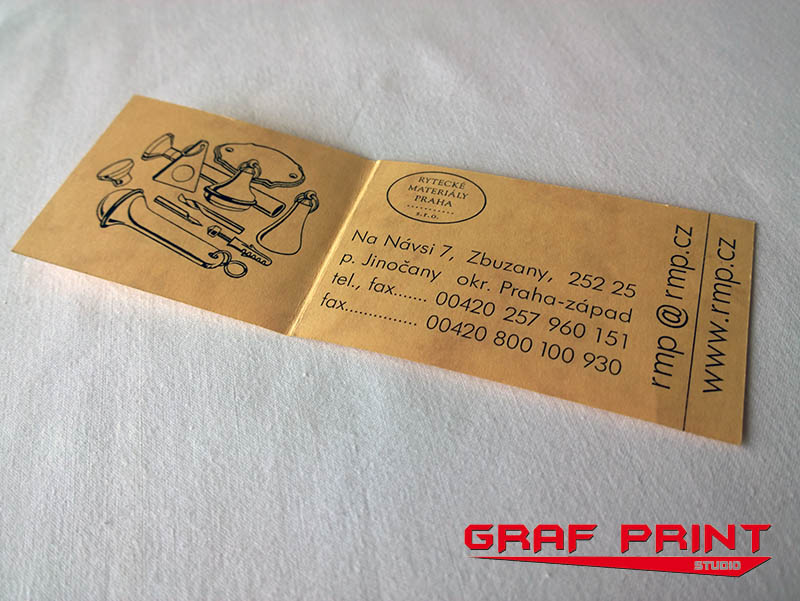 RYTECKÉ
MATERIÁLY
PRAHA
...........
s.r.o.
Na Návsi 7, Zbuzany, 252 25
p. Jinočany okr. Praha-západ
tel., fax....... 00420 257 960 151
fax............... 00420 800 100 930
rmp @ rmp.cz
www.rmp.cz
GRAF PRINT
STUDIO